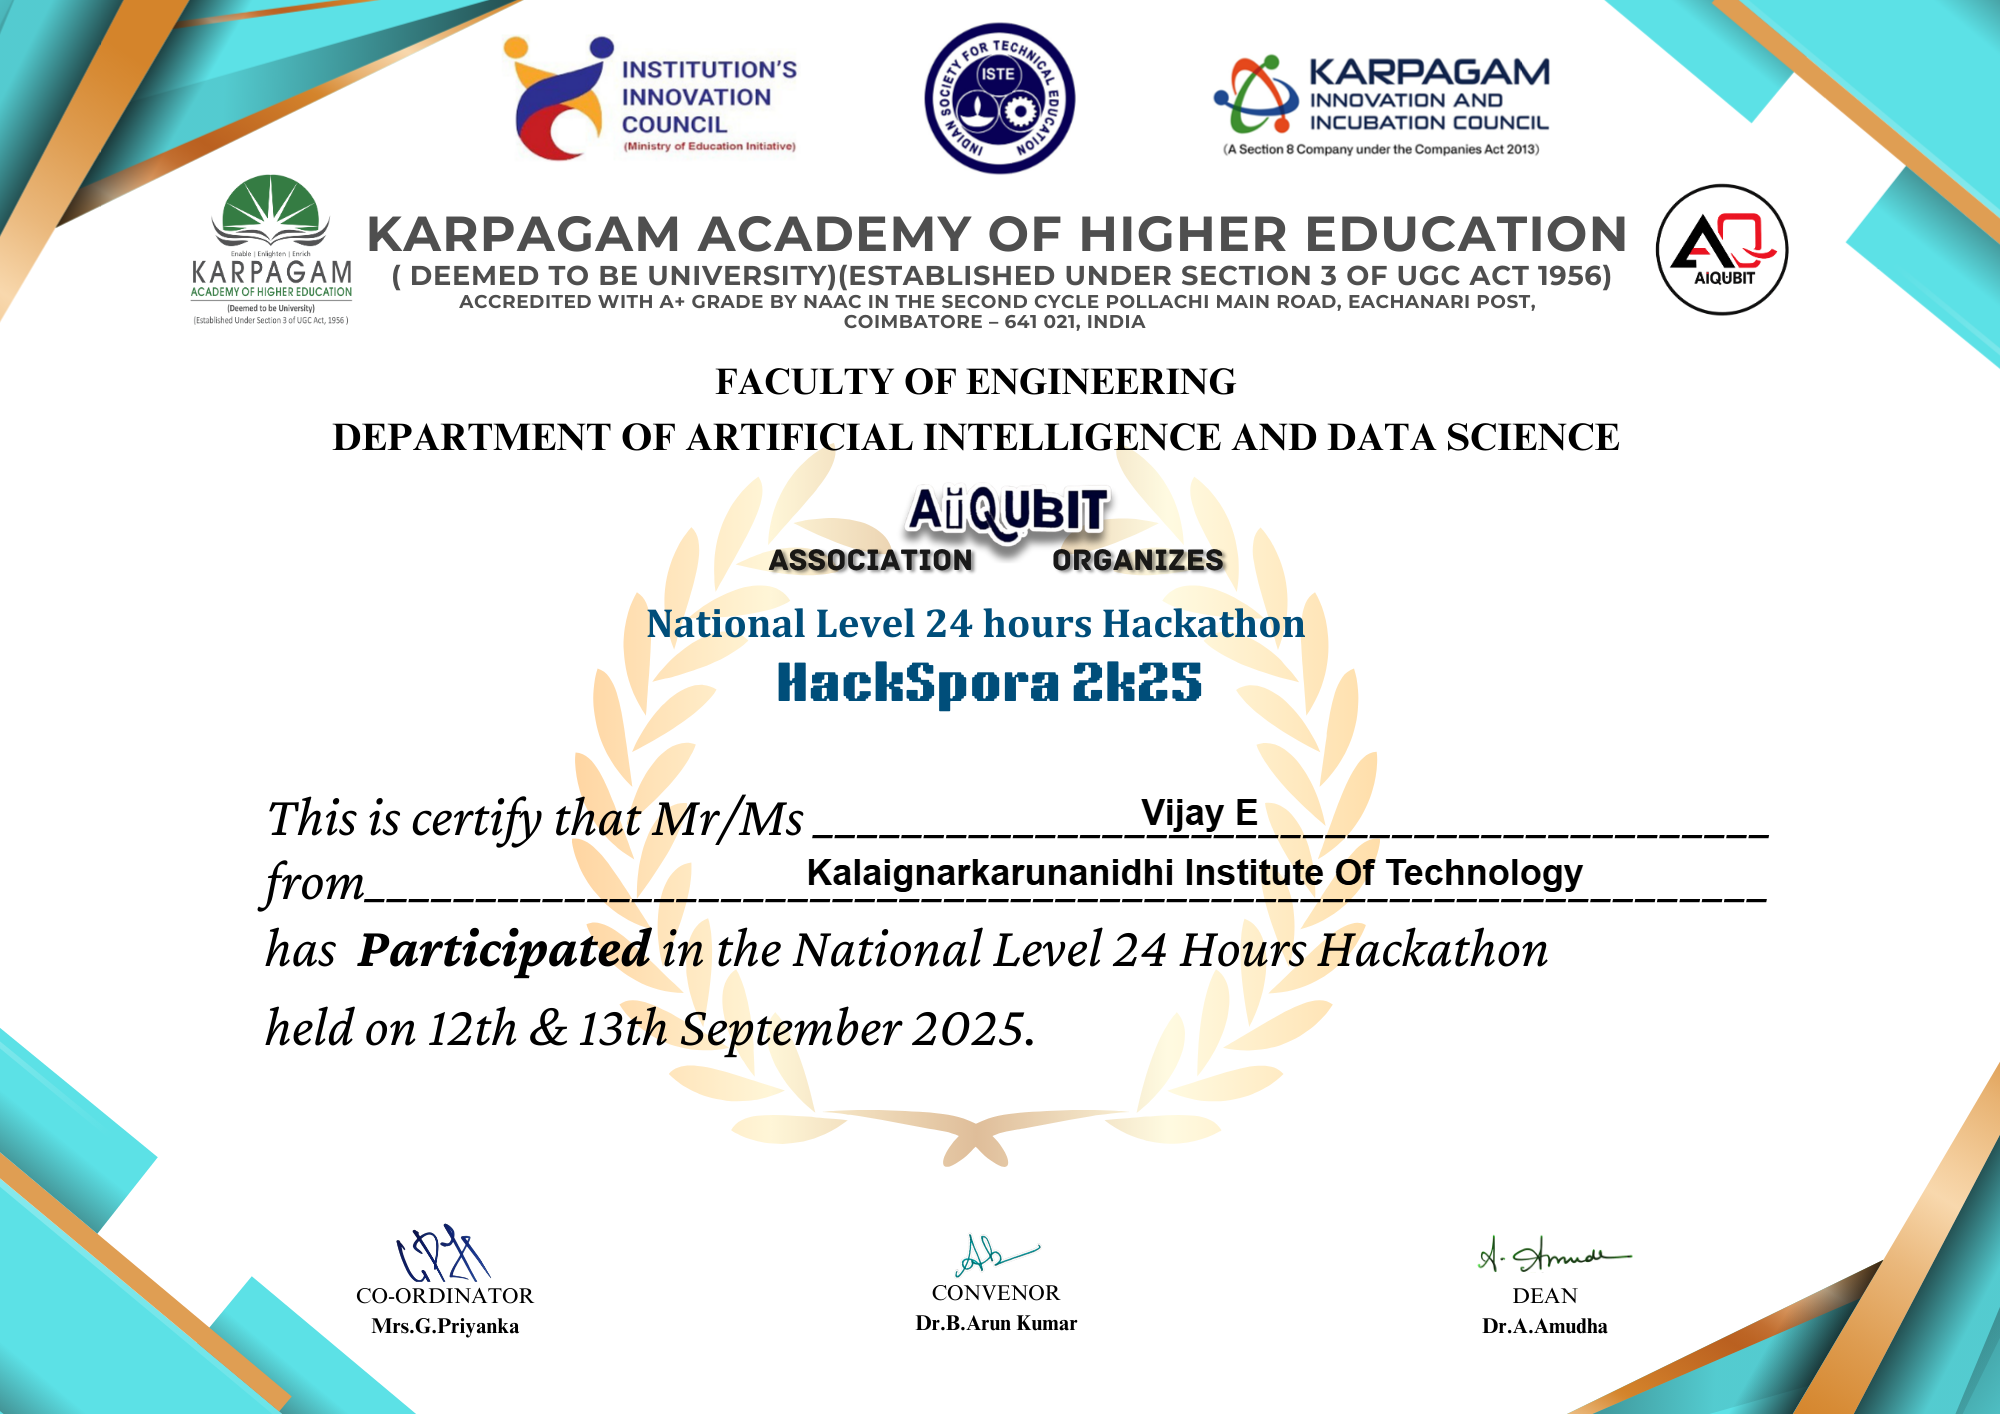 INSTITUTION'S
INNOVATION
COUNCIL
(Ministry of Education Initiative)
INDIAN SOCIETY FOR TECHNICAL EDUCATION
ISTE
KARPAGAM
INNOVATION AND
INCUBATION COUNCIL
(A Section 8 Company under the Companies Act 2013)
Enable | Enlighten | Enrich
KARPAGAM
ACADEMY OF HIGHER EDUCATION
(Deemed to be University)
(Established Under Section 3 of UGC Act, 1956 )
KARPAGAM ACADEMY OF HIGHER EDUCATION
( DEEMED TO BE UNIVERSITY)(ESTABLISHED UNDER SECTION 3 OF UGC ACT 1956)
ACCREDITED WITH A+ GRADE BY NAAC IN THE SECOND CYCLE POLLACHI MAIN ROAD, EACHANARI POST,
COIMBATORE – 641 021, INDIA
AQ
AIQUBIT
FACULTY OF ENGINEERING
DEPARTMENT OF ARTIFICIAL INTELLIGENCE AND DATA SCIENCE
AiQUbIT
ASSOCIATION ORGANIZES
National Level 24 hours Hackathon
HackSpora 2k25
This is certify that Mr/Ms Vijay E
from Kalaignarkarunanidhi Institute Of Technology
has Participated in the National Level 24 Hours Hackathon
held on 12th & 13th September 2025.
A. Amudha
CO-ORDINATOR
Mrs.G.Priyanka
CONVENOR
Dr.B.Arun Kumar
DEAN
Dr.A.Amudha